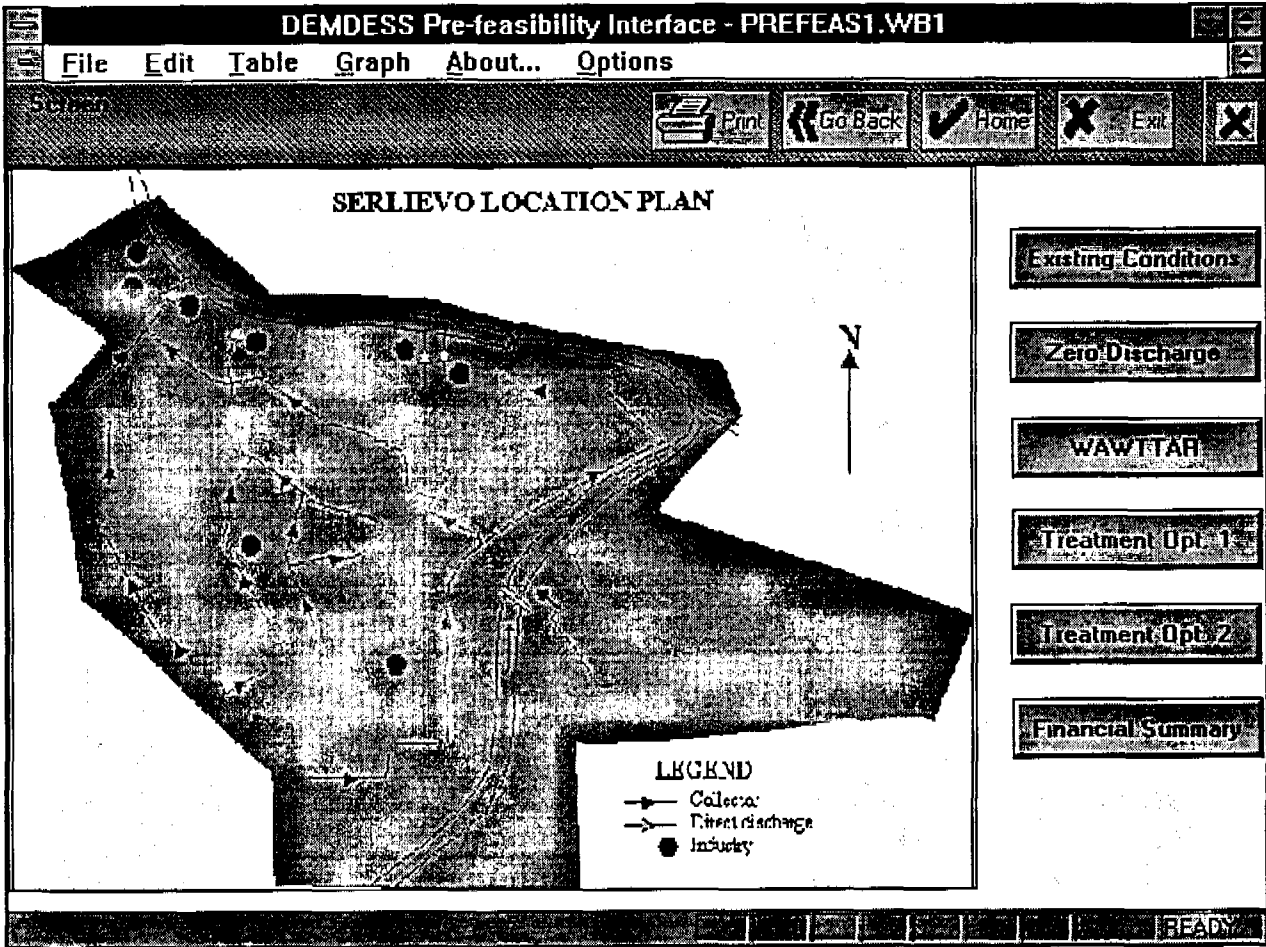 DEMDESS Pre-feasibility Interface - PREFEAS1.WB1
File Edit Table Graph About... Options
Screen
Print Go Back Home Exit
SERLIEVO LOCATION PLAN
N
Existing Conditions
Zero Discharge
WAWTTAR
Treatment Opt. 1
Treatment Opt. 2
Financial Summary
LEGEND
Collector
Direct discharge
Industry
READY